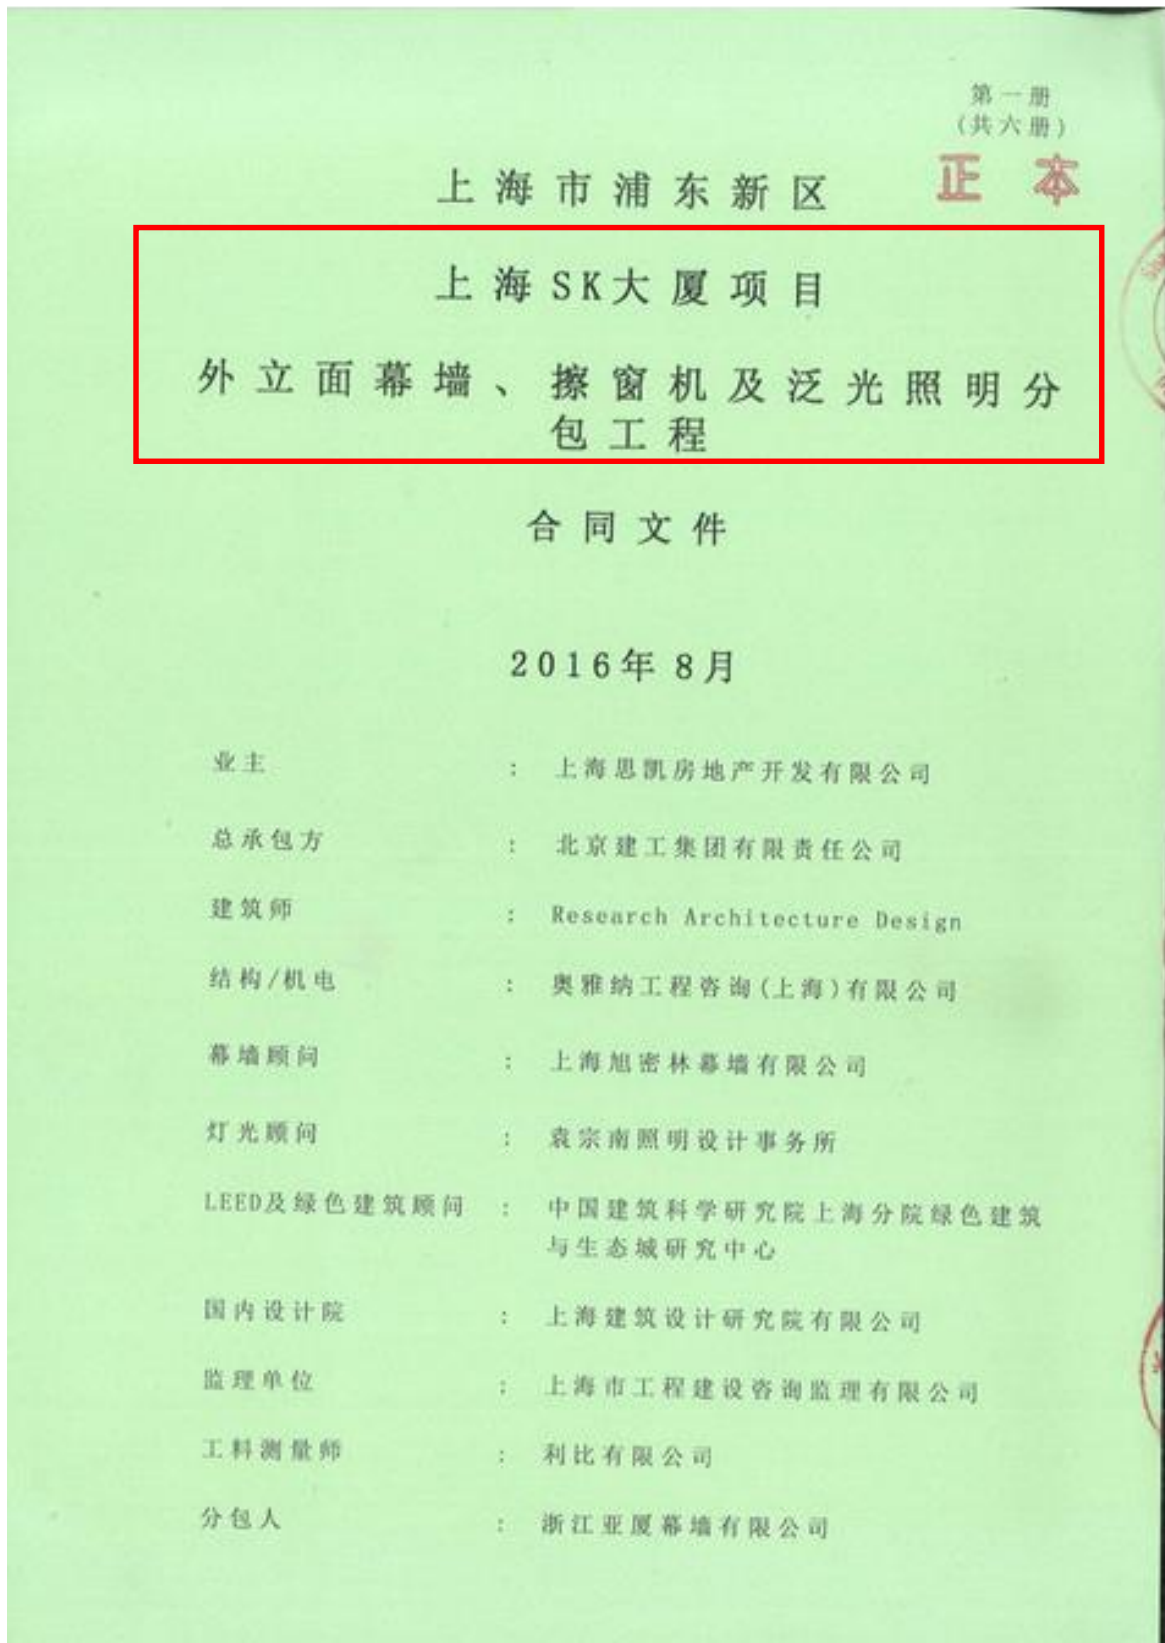 第一册
(共六册)
正本
上海市浦东新区
上海SK大厦项目
外立面幕墙、擦窗机及泛光照明分
包工程
合同文件
2016年8月
业主 : 上海思凯房地产开发有限公司
总承包方 : 北京建工集团有限责任公司
建筑师 : Research Architecture Design
结构/机电 : 奥雅纳工程咨询(上海)有限公司
幕墙顾问 : 上海旭密林幕墙有限公司
灯光顾问 : 袁宗南照明设计事务所
LEED及绿色建筑顾问 : 中国建筑科学研究院上海分院绿色建筑
与生态城研究中心
国内设计院 : 上海建筑设计研究院有限公司
监理单位 : 上海市工程建设咨询监理有限公司
工料测量师 : 利比有限公司
分包人 : 浙江亚厦幕墙有限公司